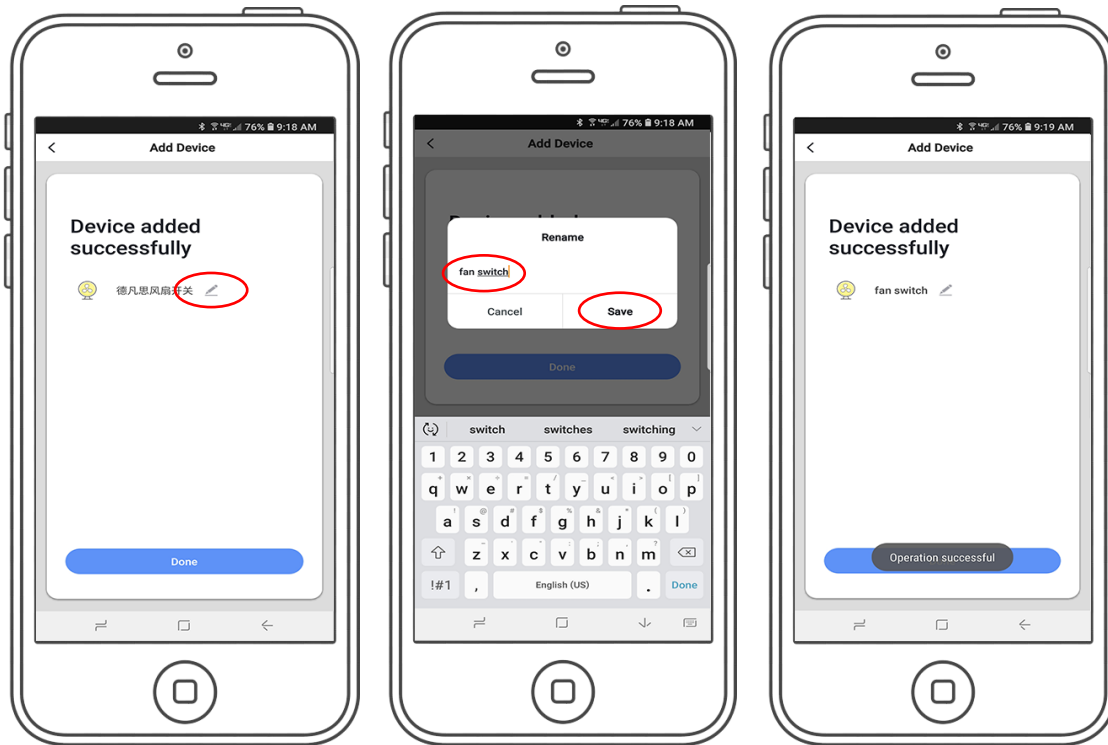 76% 9:18 AM
Add Device
Device added
successfully
德凡思风扇开关
Done
76% 9:18 AM
Add Device
Rename
fan switch
Cancel
Save
Done
switch switches switching
1 2 3 4 5 6 7 8 9 0
q w e r t y u i o p
a s d f g h j k l
z x c v b n m
!#1 , English (US) . Done
76% 9:19 AM
Add Device
Device added
successfully
fan switch
Operation successful